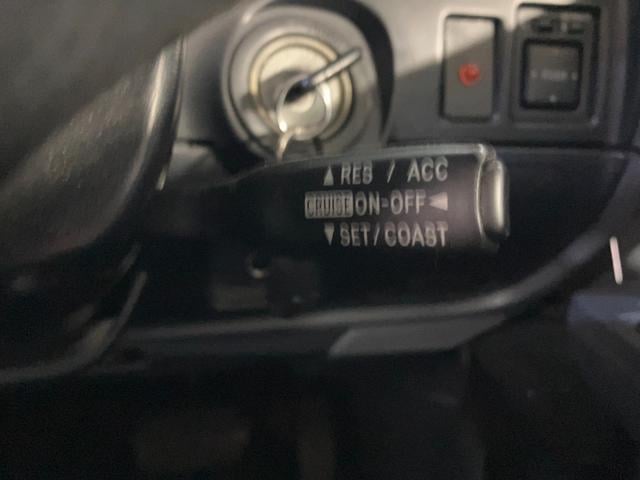 ▲ RES / ACC
CRUISE ON-OFF ◀
▼ SET/COAST